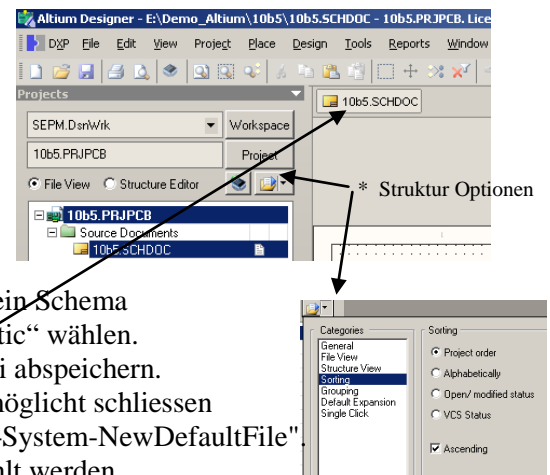 Altium Designer - E:\Demo_Altium\10b5\10b5.SCHDOC - 10b5.PRJPCB. Lice
DXP File Edit View Project Place Design Tools Reports Window
Projects
10b5.SCHDOC
SEPM.DsnWrk Workspace
10b5.PRJPCB Project
File View Structure Editor
* Struktur Optionen
10b5.PRJPCB
Source Documents
10b5.SCHDOC
ein Schema
tic“ wählen.
i abspeichern.
möglicht schliessen
-System-NewDefaultFile".
hlt werden
Categories
General
File View
Structure View
Sorting
Grouping
Default Expansion
Single Click
Sorting
Project order
Alphabetically
Open/ modified status
VCS Status
Ascending